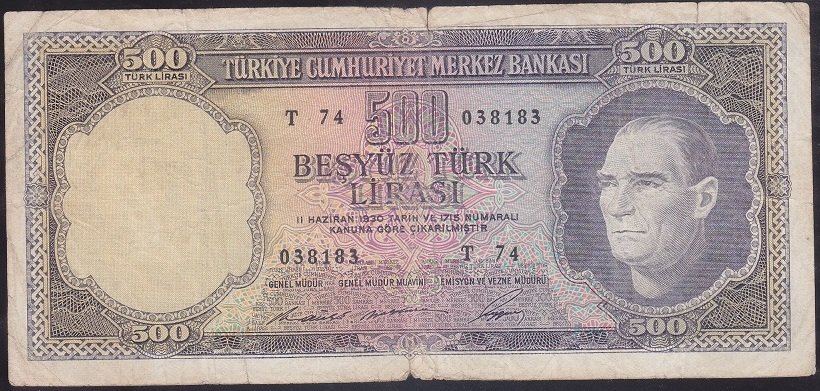 500 500
TÜRK LİRASI TÜRK LİRASI
TÜRKİYE CUMHURİYET MERKEZ BANKASI
T 74 500 038183
BEŞYÜZ TÜRK
LİRASI
11 HAZİRAN 1930 TARİH VE 1715 NUMARALI
KANUNA GÖRE ÇIKARILMIŞTIR
038183 T 74
GENEL MÜDÜR GENEL MÜDÜR MUAVİNİ EMİSYON VE VEZNE MÜDÜRÜ
500 500